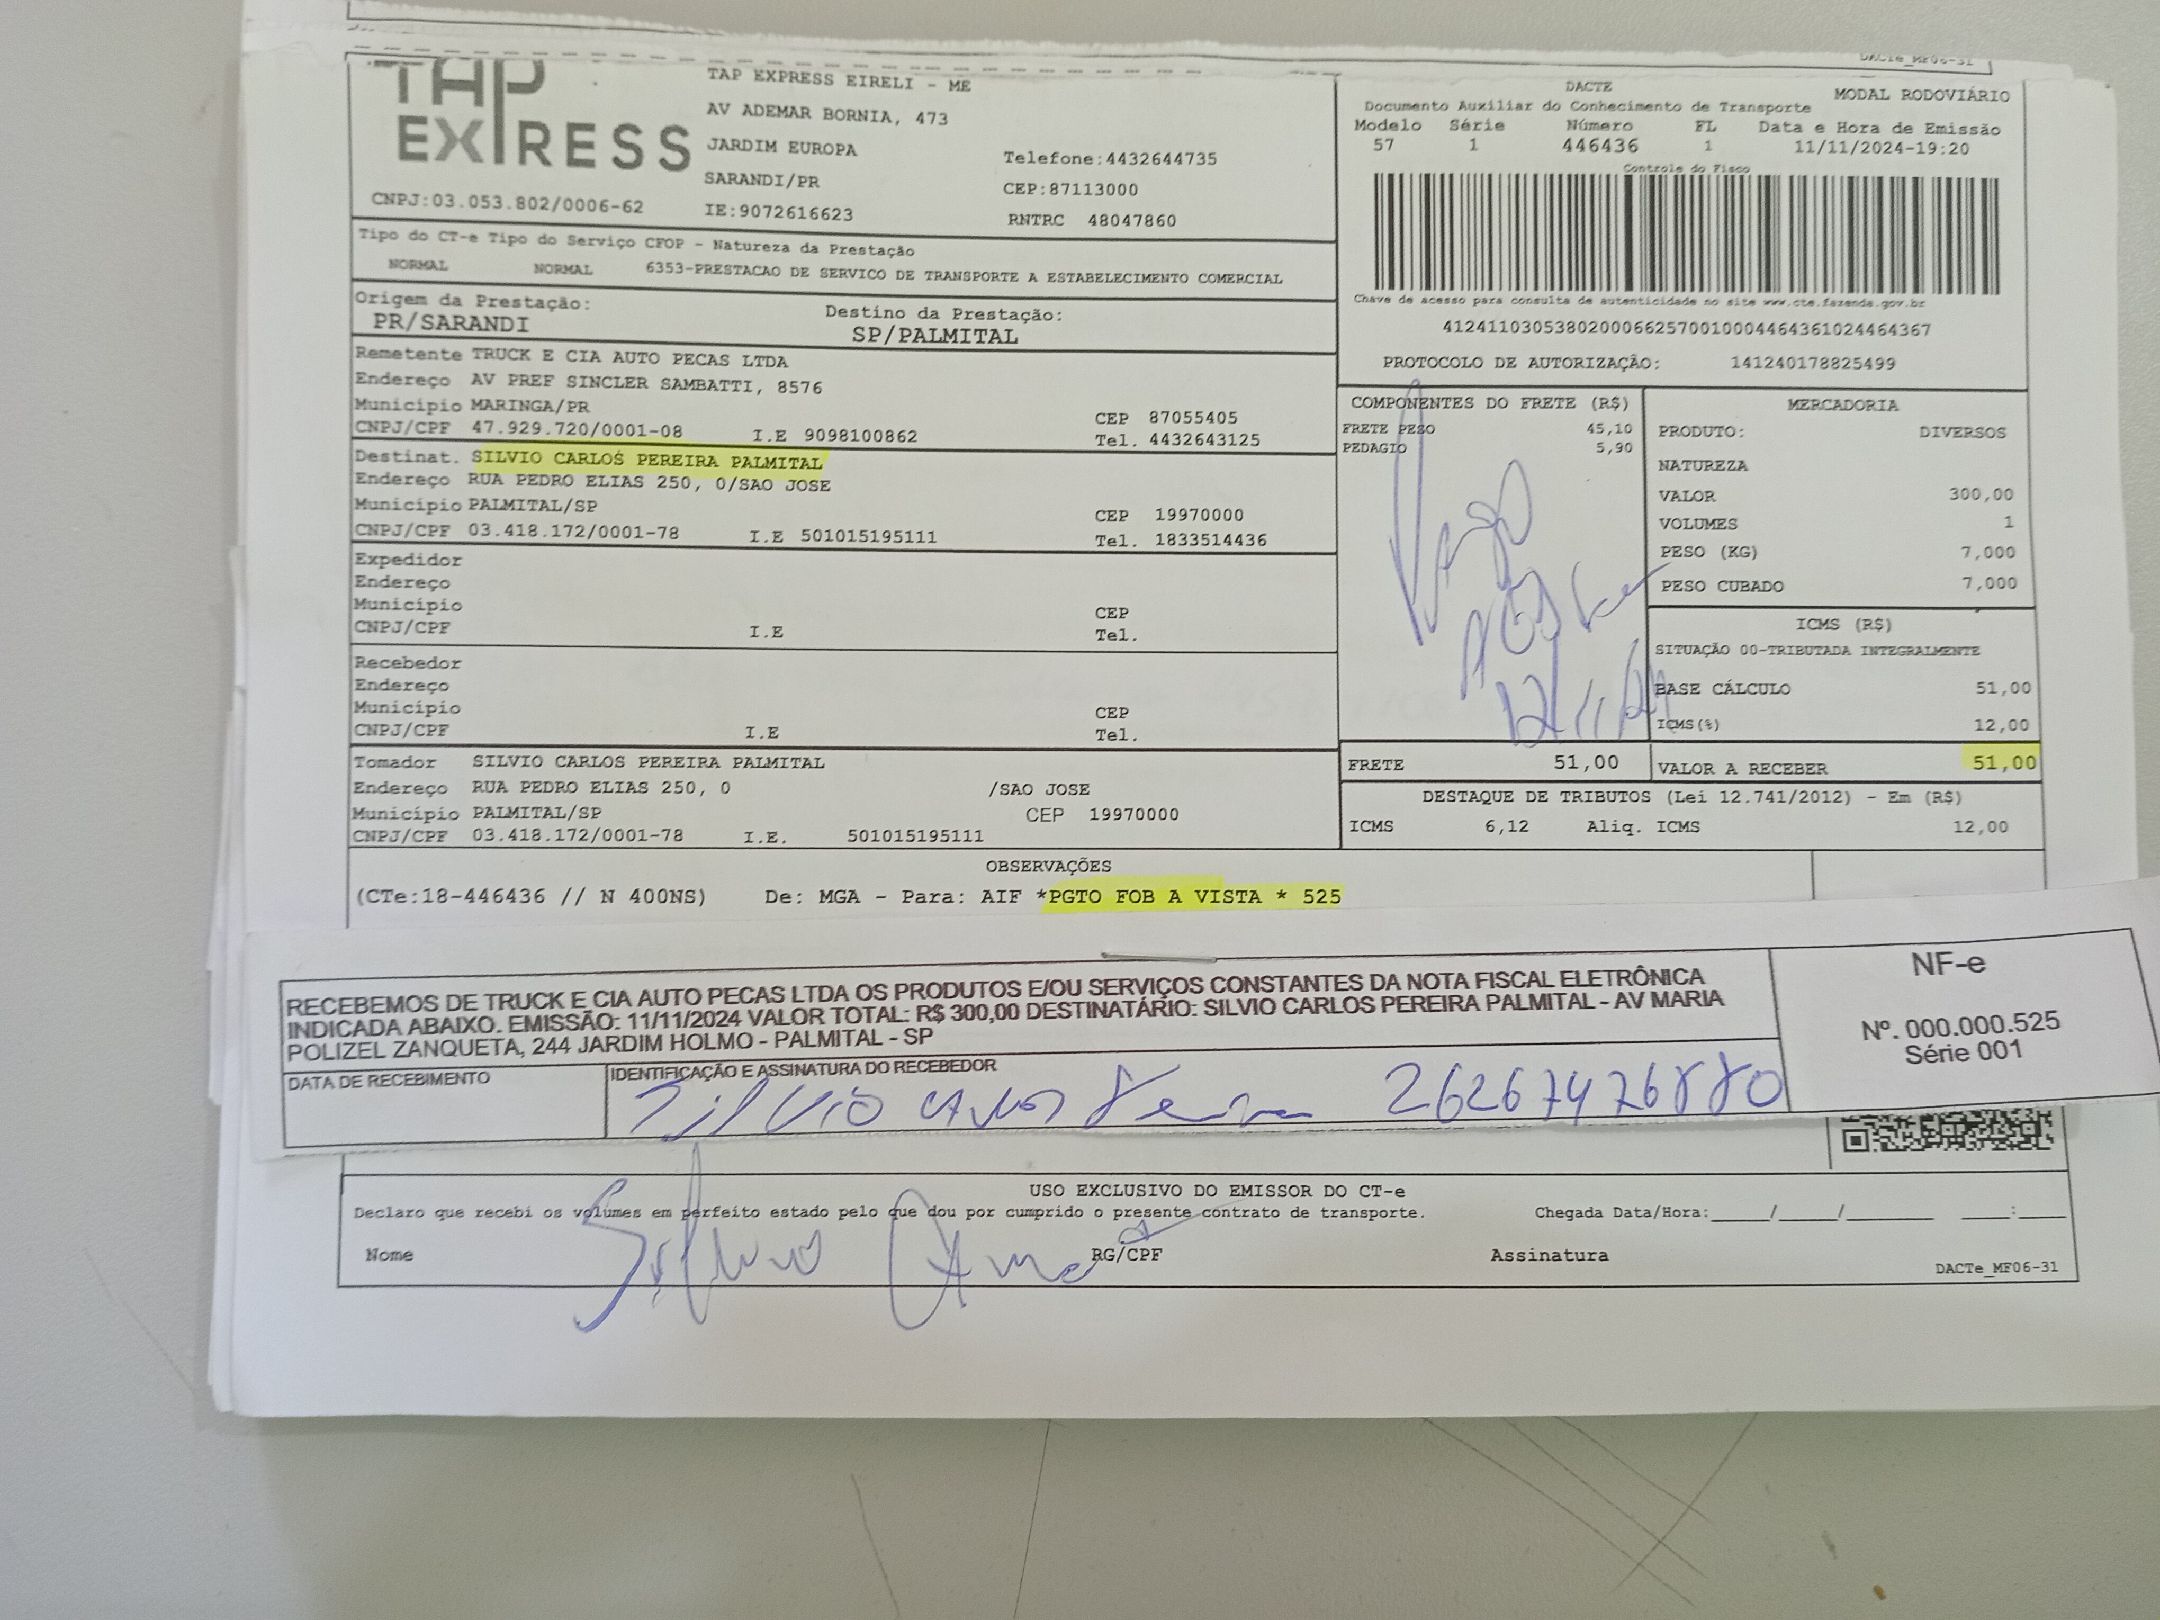 DACTe_MF06-31
TAP
EXPRESS
CNPJ:03.053.802/0006-62
TAP EXPRESS EIRELI - ME
AV ADEMAR BORNIA, 473
JARDIM EUROPA
SARANDI/PR
IE:9072616623
Telefone:4432644735
CEP:87113000
RNTRC 48047860
DACTE
MODAL RODOVIÁRIO
Documento Auxiliar do Conhecimento de Transporte
Modelo Série Número FL Data e Hora de Emissão
57 1 446436 1 11/11/2024-19:20
Controle do Fisco
Chave de acesso para consulta de autenticidade no site www.cte.fazenda.gov.br
41241103053802000662570010004464361024464367
PROTOCOLO DE AUTORIZAÇÃO: 141240178825499
Tipo do CT-e Tipo do Serviço CFOP - Natureza da Prestação
NORMAL NORMAL 6353-PRESTACAO DE SERVICO DE TRANSPORTE A ESTABELECIMENTO COMERCIAL
Origem da Prestação: Destino da Prestação:
PR/SARANDI SP/PALMITAL
Remetente TRUCK E CIA AUTO PECAS LTDA
Endereço AV PREF SINCLER SAMBATTI, 8576
Município MARINGA/PR CEP 87055405
CNPJ/CPF 47.929.720/0001-08 I.E 9098100862 Tel. 4432643125
Destinat. SILVIO CARLOS PEREIRA PALMITAL
Endereço RUA PEDRO ELIAS 250, 0/SAO JOSE
Município PALMITAL/SP CEP 19970000
CNPJ/CPF 03.418.172/0001-78 I.E 501015195111 Tel. 1833514436
Expedidor
Endereço
Município CEP
CNPJ/CPF I.E Tel.
Recebedor
Endereço
Município CEP
CNPJ/CPF I.E Tel.
Tomador SILVIO CARLOS PEREIRA PALMITAL
Endereço RUA PEDRO ELIAS 250, 0 /SAO JOSE
Município PALMITAL/SP CEP 19970000
CNPJ/CPF 03.418.172/0001-78 I.E. 501015195111
COMPONENTES DO FRETE (R$)
FRETE PESO 45,10
PEDAGIO 5,90
Pago
12/11/24
FRETE 51,00
MERCADORIA
PRODUTO: DIVERSOS
NATUREZA
VALOR 300,00
VOLUMES 1
PESO (KG) 7,000
PESO CUBADO 7,000
ICMS (R$)
SITUAÇÃO 00-TRIBUTADA INTEGRALMENTE
BASE CÁLCULO 51,00
ICMS(%) 12,00
VALOR A RECEBER 51,00
DESTAQUE DE TRIBUTOS (Lei 12.741/2012) - Em (R$)
ICMS 6,12 Aliq. ICMS 12,00
OBSERVAÇÕES
(CTe:18-446436 // N 400NS) De: MGA - Para: AIF *PGTO FOB A VISTA * 525
RECEBEMOS DE TRUCK E CIA AUTO PECAS LTDA OS PRODUTOS E/OU SERVIÇOS CONSTANTES DA NOTA FISCAL ELETRÔNICA
INDICADA ABAIXO. EMISSÃO: 11/11/2024 VALOR TOTAL: R$ 300,00 DESTINATÁRIO: SILVIO CARLOS PEREIRA PALMITAL - AV MARIA
POLIZEL ZANQUETA, 244 JARDIM HOLMO - PALMITAL - SP
DATA DE RECEBIMENTO
IDENTIFICAÇÃO E ASSINATURA DO RECEBEDOR
Silvio Carlos Pereira 26267426880
NF-e
Nº. 000.000.525
Série 001
USO EXCLUSIVO DO EMISSOR DO CT-e
Declaro que recebi os volumes em perfeito estado pelo que dou por cumprido o presente contrato de transporte. Chegada Data/Hora:_____/_____/________ ____:____
Nome RG/CPF Assinatura
Silvio
DACTe_MF06-31